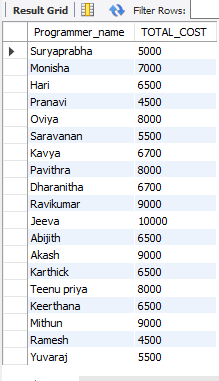 Result Grid Filter Rows:
Programmer_name TOTAL_COST
Suryaprabha 5000
Monisha 7000
Hari 6500
Pranavi 4500
Oviya 8000
Saravanan 5500
Kavya 6700
Pavithra 8000
Dharanitha 6700
Ravikumar 9000
Jeeva 10000
Abijith 6500
Akash 9000
Karthick 6500
Teenu priya 8000
Keerthana 6500
Mithun 9000
Ramesh 4500
Yuvaraj 5500